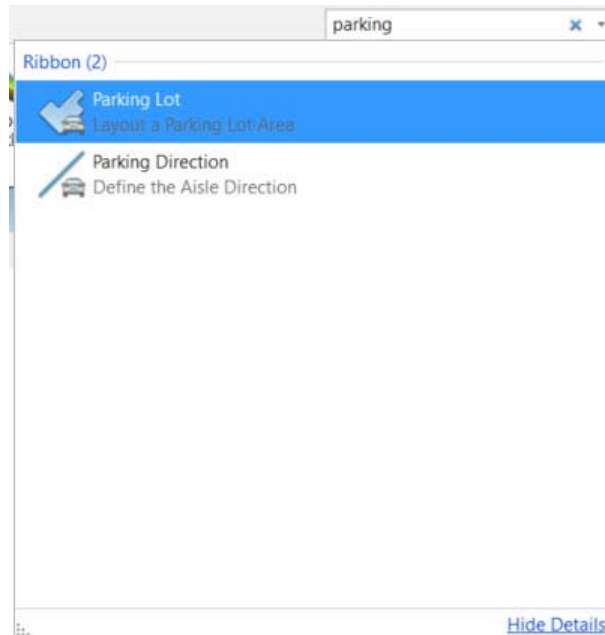 parking
Ribbon (2)
Parking Lot
Layout a Parking Lot Area
Parking Direction
Define the Aisle Direction
Hide Details